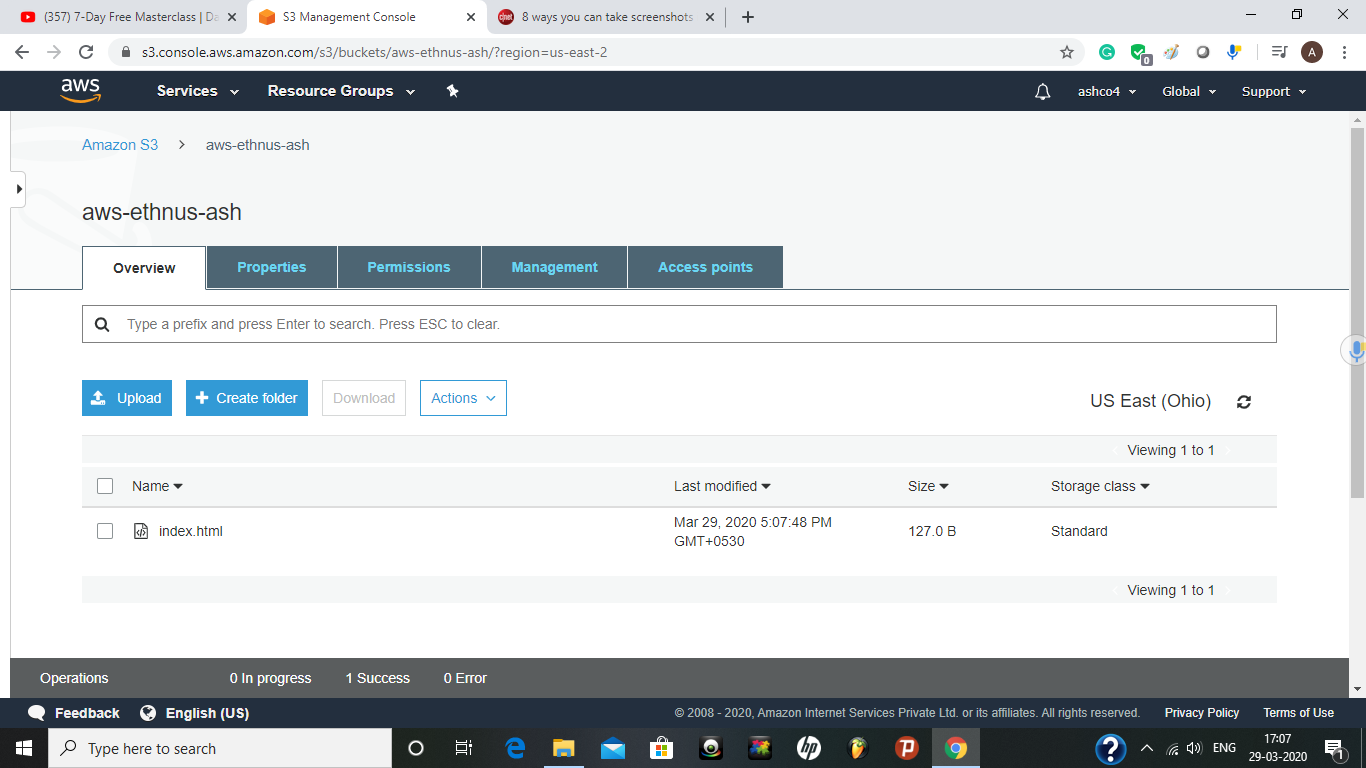 (357) 7-Day Free Masterclass | Da
S3 Management Console
8 ways you can take screenshots
s3.console.aws.amazon.com/s3/buckets/aws-ethnus-ash/?region=us-east-2
0
A
aws
Services
Resource Groups
ashco4
Global
Support
Amazon S3
aws-ethnus-ash
aws-ethnus-ash
Overview
Properties
Permissions
Management
Access points
Type a prefix and press Enter to search. Press ESC to clear.
Upload
Create folder
Download
Actions
US East (Ohio)
Viewing 1 to 1
Name
Last modified
Size
Storage class
index.html
Mar 29, 2020 5:07:48 PM
GMT+0530
127.0 B
Standard
Viewing 1 to 1
Operations
0 In progress
1 Success
0 Error
Feedback
English (US)
© 2008 - 2020, Amazon Internet Services Private Ltd. or its affiliates. All rights reserved.
Privacy Policy
Terms of Use
Type here to search
hp
ENG
17:07
29-03-2020
1